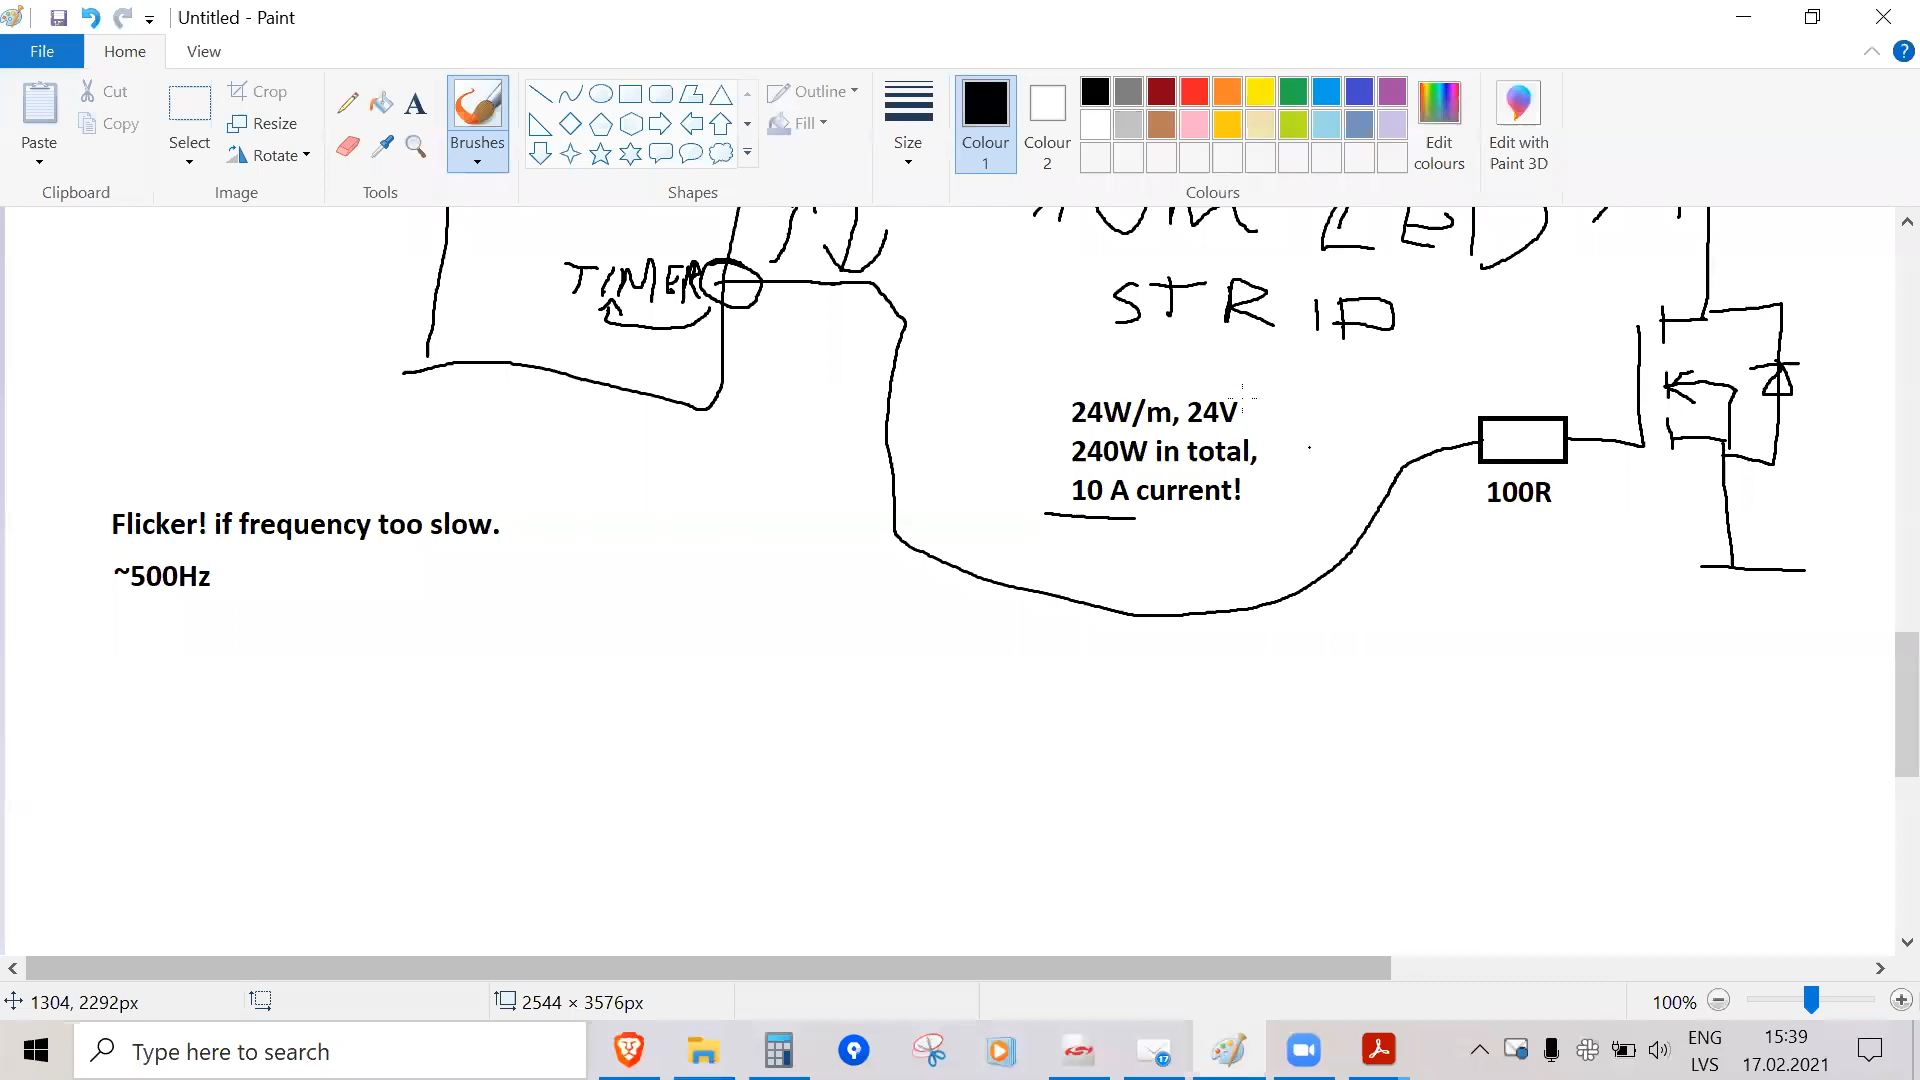 Untitled - Paint
File Home View
Cut
Copy
Paste
Clipboard
Crop
Resize
Rotate
Select
Image
Tools
Brushes
Shapes
Outline
Fill
Size
Colour 1
Colour 2
Edit colours
Colours
Edit with Paint 3D
LED
TIMER
STRIP
24W/m, 24V
240W in total,
10 A current!
100R
Flicker! if frequency too slow.
~500Hz
1304, 2292px
2544 × 3576px
100%
Type here to search
17
ENG
LVS
15:39
17.02.2021